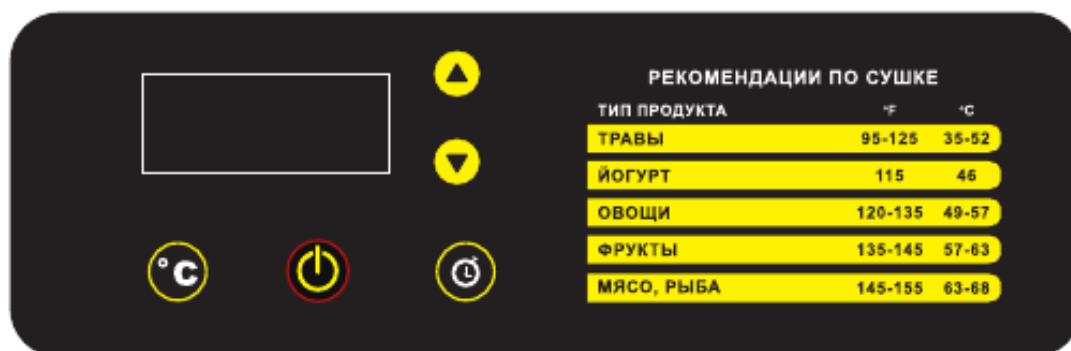 °C
РЕКОМЕНДАЦИИ ПО СУШКЕ
ТИП ПРОДУКТА °F °C
ТРАВЫ 95-125 35-52
ЙОГУРТ 115 46
ОВОЩИ 120-135 49-57
ФРУКТЫ 135-145 57-63
МЯСО, РЫБА 145-155 63-68